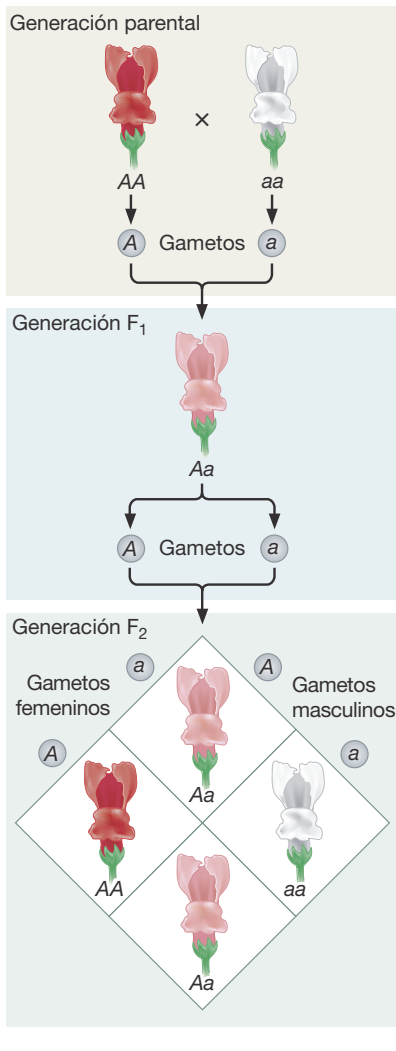 Generación parental
×
AA
aa
A Gametos a
Generación F1
Aa
A Gametos a
Generación F2
a
A
Gametos
femeninos
Gametos
masculinos
A
a
Aa
AA
aa
Aa